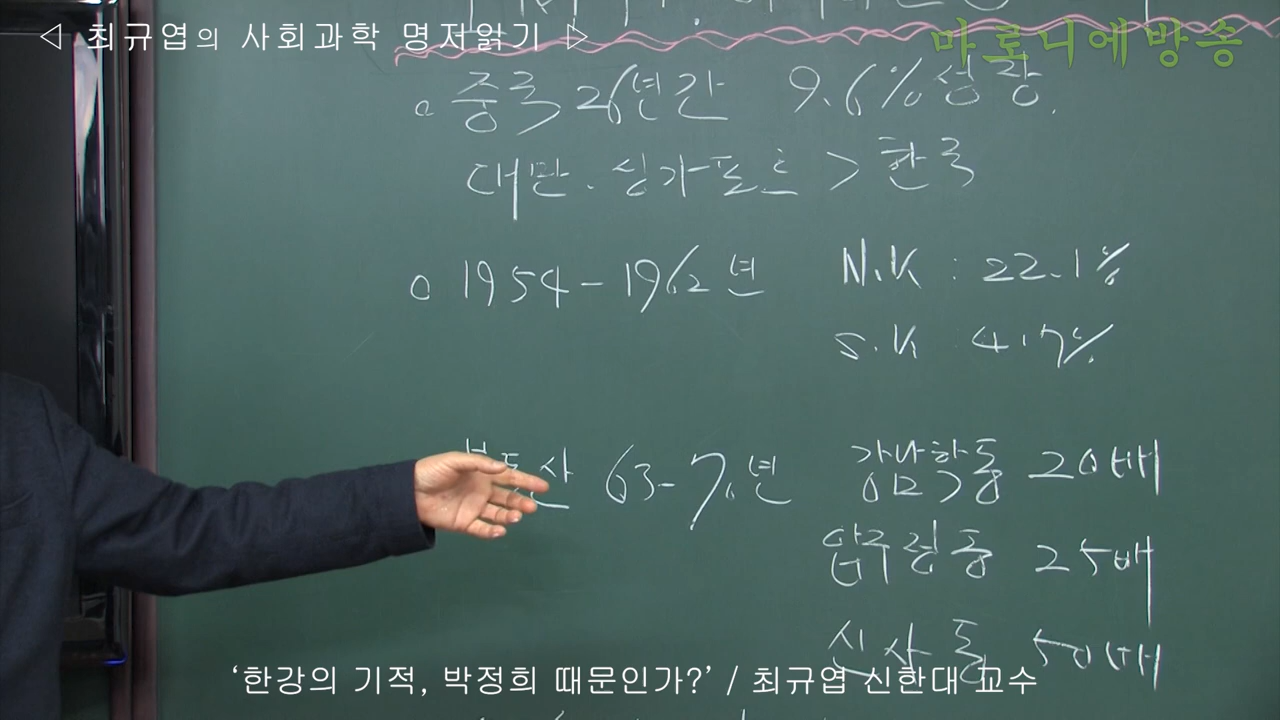 ◁ 최규엽의 사회과학 명저읽기 ▷
마로니에방송
o 중국 26년간 9.6% 성장.
대만. 싱가포르 > 한국
o 1954-1962년 N.K : 22.1%
S.K 4.7%
부동산 63-7년 강남학동 20배
압구정동 25배
신사동 50배
‘한강의 기적, 박정희 때문인가?’ / 최규엽 신한대 교수